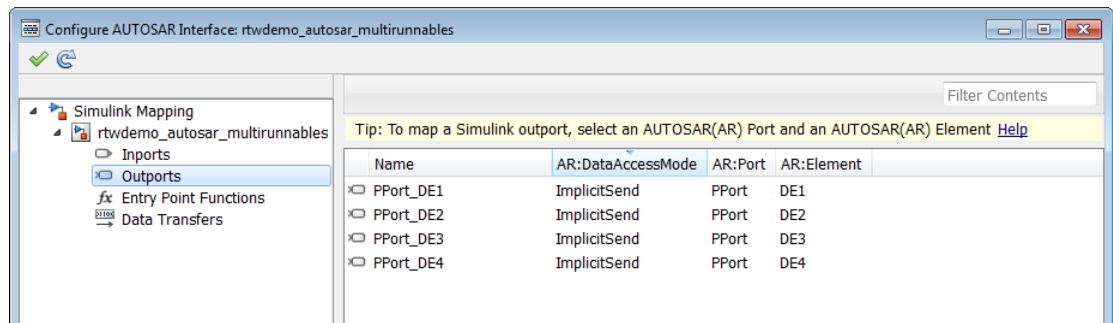 Configure AUTOSAR Interface: rtwdemo_autosar_multirunnables
Filter Contents
Simulink Mapping
rtwdemo_autosar_multirunnables
Inports
Outports
fx Entry Point Functions
Data Transfers
Tip: To map a Simulink outport, select an AUTOSAR(AR) Port and an AUTOSAR(AR) Element Help
Name AR:DataAccessMode AR:Port AR:Element
PPort_DE1 ImplicitSend PPort DE1
PPort_DE2 ImplicitSend PPort DE2
PPort_DE3 ImplicitSend PPort DE3
PPort_DE4 ImplicitSend PPort DE4